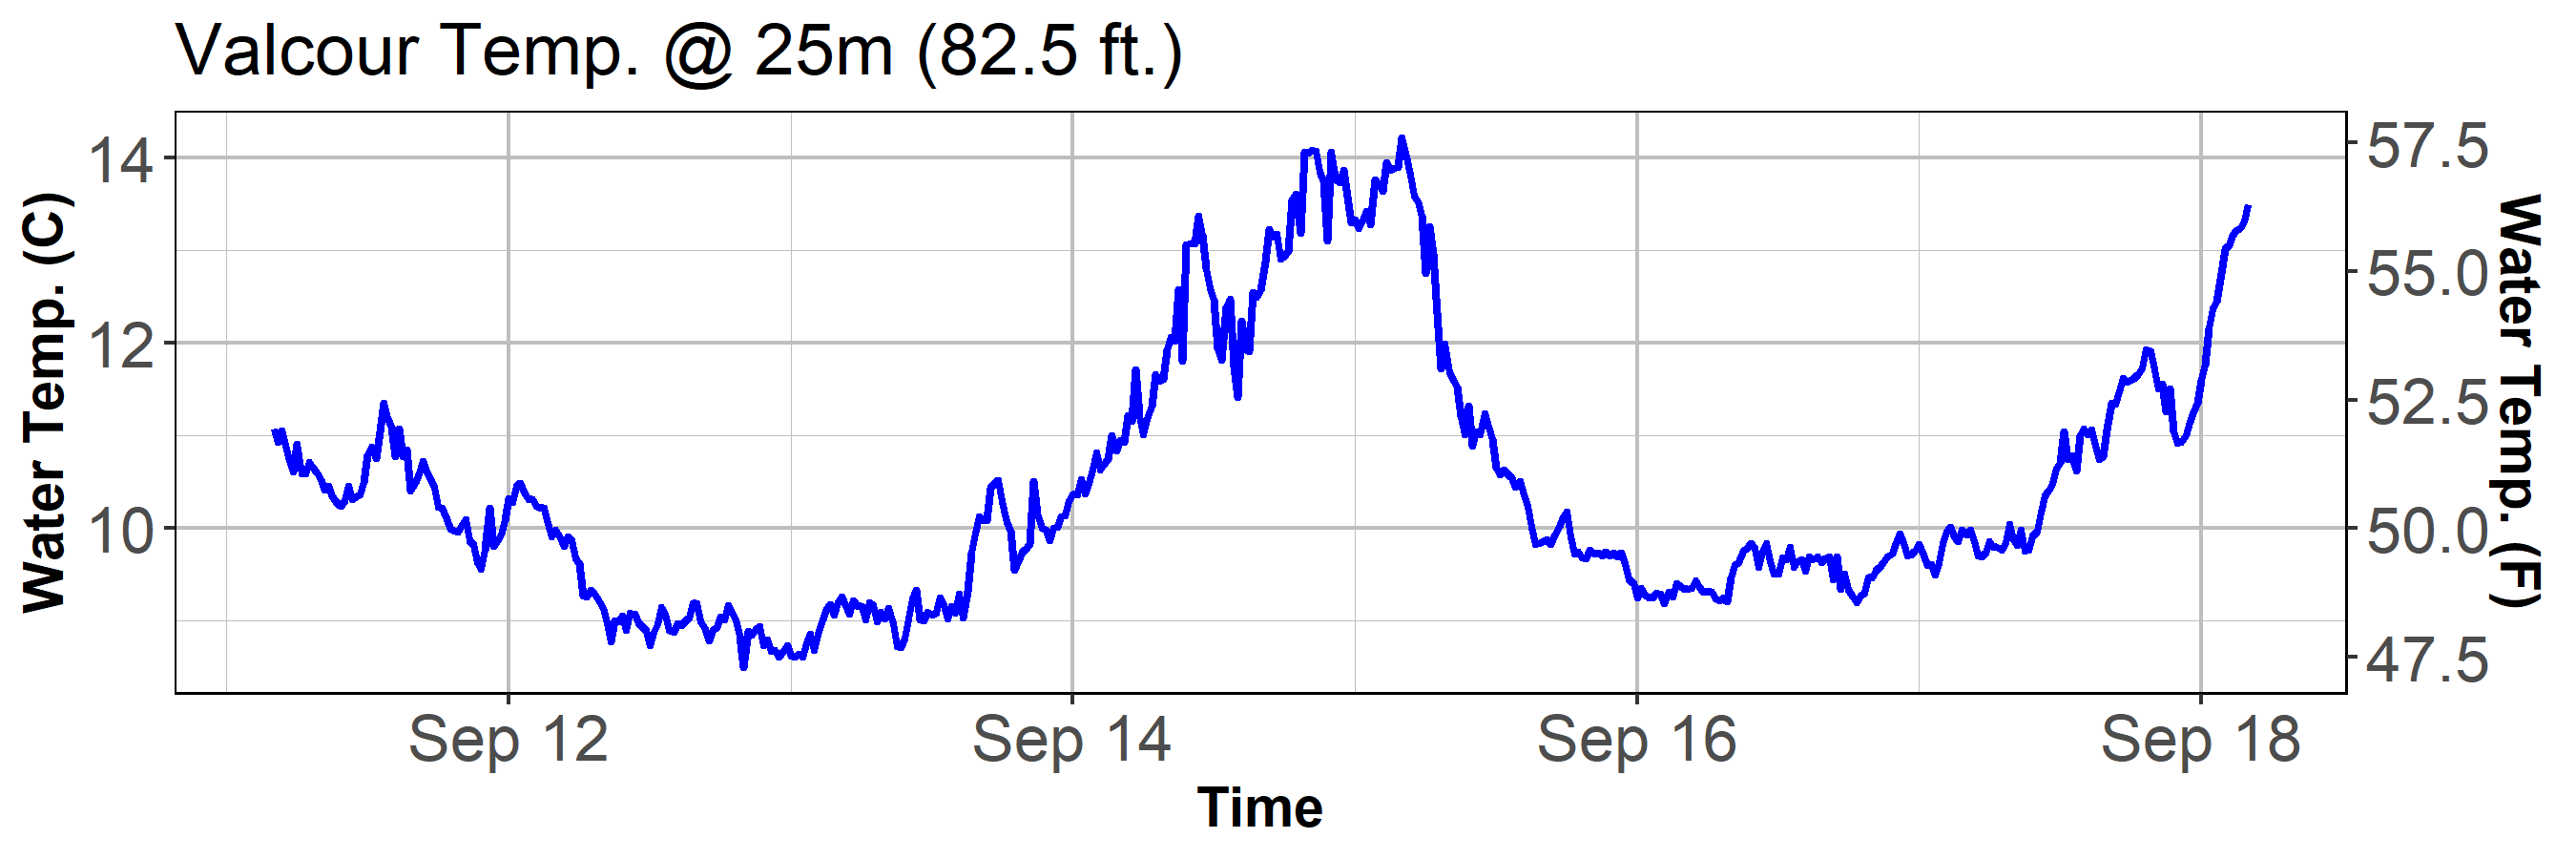 Valcour Temp. @ 25m (82.5 ft.)
Water Temp. (C)
14
12
10
57.5
55.0
52.5
50.0
47.5
Water Temp. (F)
Sep 12
Sep 14
Sep 16
Sep 18
Time